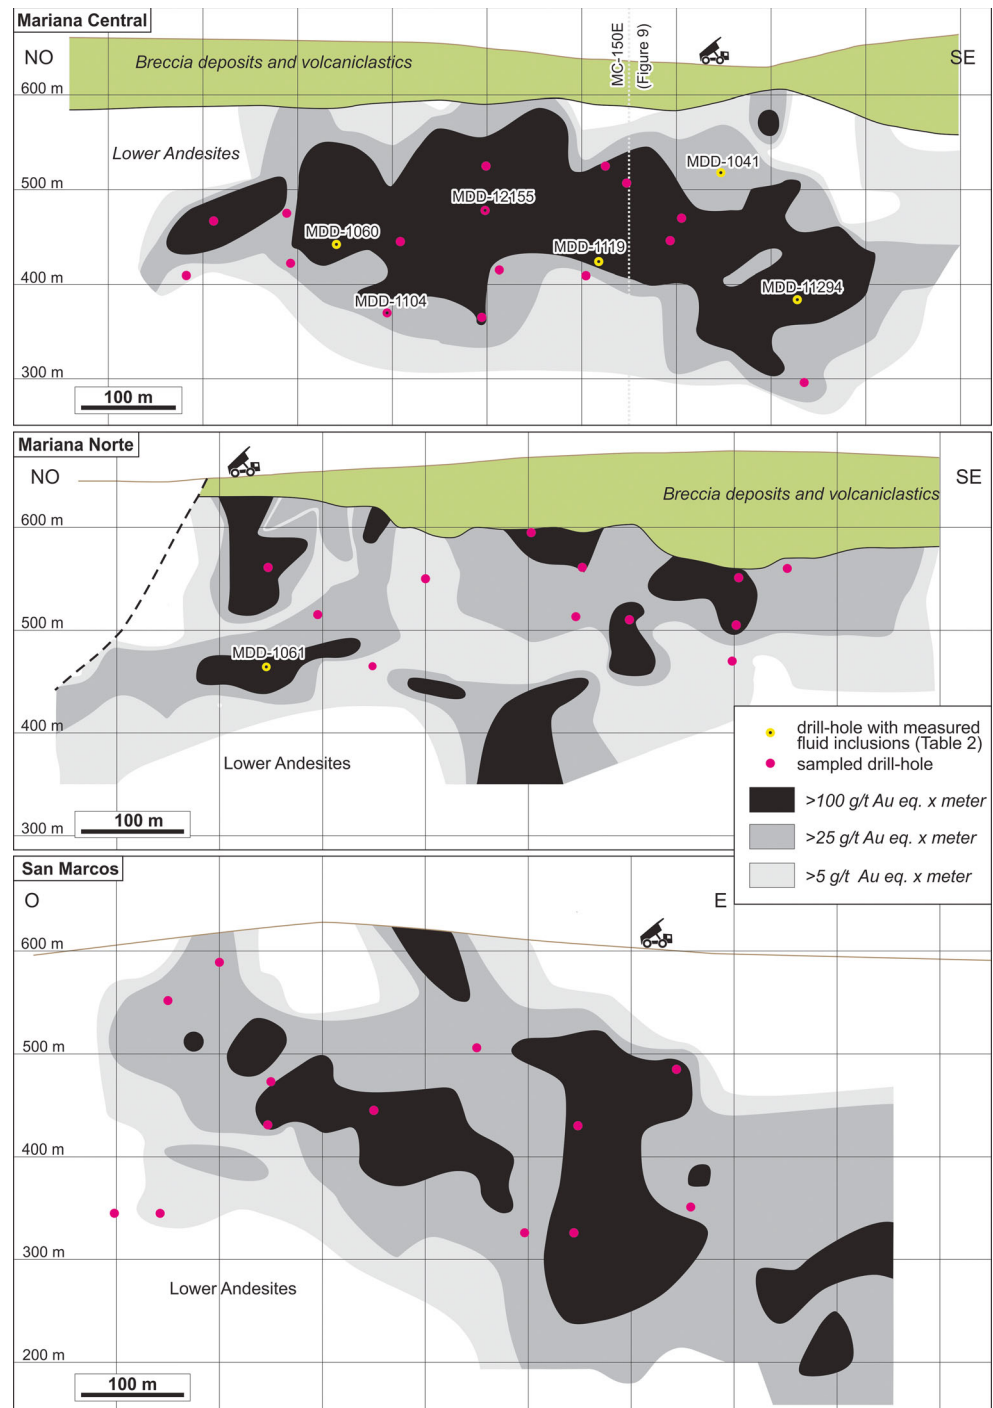 Mariana Central
NO
SE
Breccia deposits and volcaniclastics
MC-150E
(Figure 9)
600 m
Lower Andesites
MDD-1041
500 m
MDD-12155
MDD-1060
MDD-1119
400 m
MDD-11294
MDD-1104
300 m
100 m
Mariana Norte
NO
SE
Breccia deposits and volcaniclastics
600 m
500 m
MDD-1061
400 m
Lower Andesites
100 m
300 m
drill-hole with measured
fluid inclusions (Table 2)
sampled drill-hole
>100 g/t Au eq. x meter
>25 g/t Au eq. x meter
>5 g/t Au eq. x meter
San Marcos
O
E
600 m
500 m
400 m
300 m
Lower Andesites
200 m
100 m